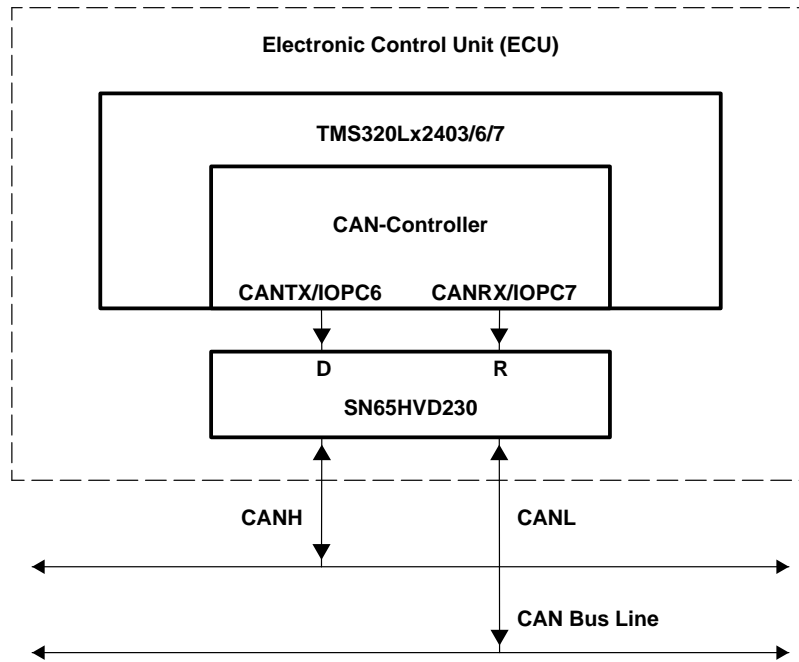 Electronic Control Unit (ECU)
TMS320Lx2403/6/7
CAN-Controller
CANTX/IOPC6 CANRX/IOPC7
D R
SN65HVD230
CANH CANL
CAN Bus Line